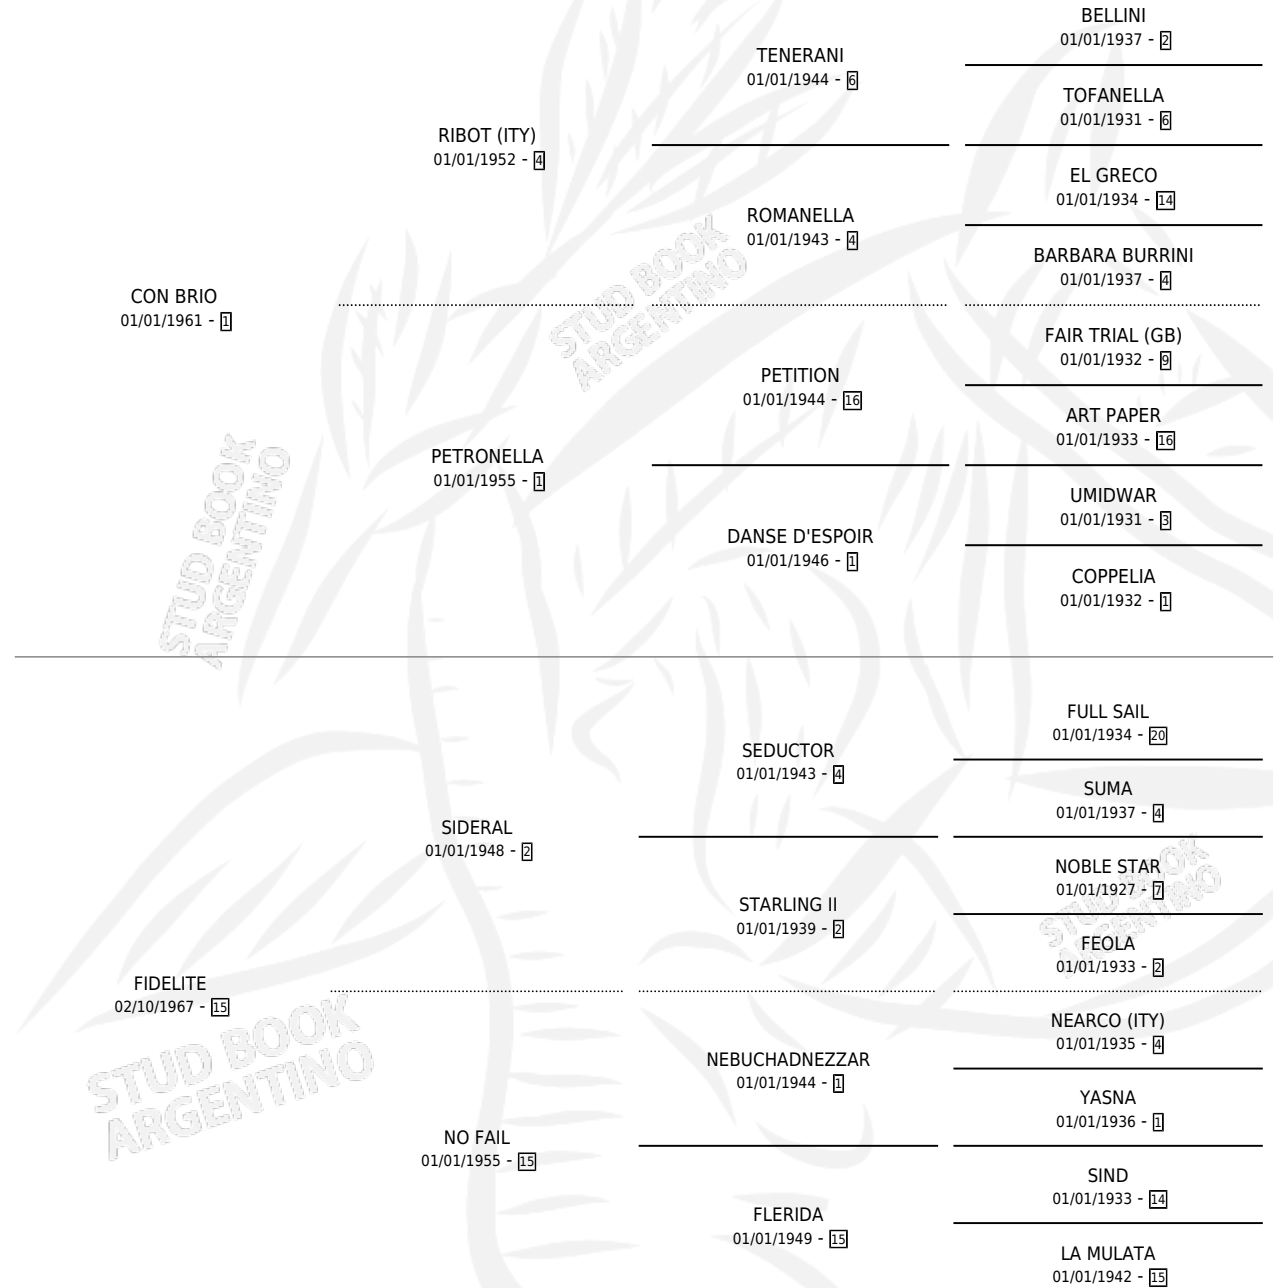 BELLINI
01/01/1937 - 2
TENERANI
01/01/1944 - 6
TOFANELLA
01/01/1931 - 6
RIBOT (ITY)
01/01/1952 - 4
EL GRECO
01/01/1934 - 14
ROMANELLA
01/01/1943 - 4
BARBARA BURRINI
01/01/1937 - 4
CON BRIO
01/01/1961 - 1
FAIR TRIAL (GB)
01/01/1932 - 9
PETITION
01/01/1944 - 16
ART PAPER
01/01/1933 - 16
PETRONELLA
01/01/1955 - 1
UMIDWAR
01/01/1931 - 3
DANSE D'ESPOIR
01/01/1946 - 1
COPPELIA
01/01/1932 - 1
FULL SAIL
01/01/1934 - 20
SEDUCTOR
01/01/1943 - 4
SUMA
01/01/1937 - 4
SIDERAL
01/01/1948 - 2
NOBLE STAR
01/01/1927 - 7
STARLING II
01/01/1939 - 2
FEOLA
01/01/1933 - 2
FIDELITE
02/10/1967 - 15
NEARCO (ITY)
01/01/1935 - 4
NEBUCHADNEZZAR
01/01/1944 - 1
YASNA
01/01/1936 - 1
NO FAIL
01/01/1955 - 15
SIND
01/01/1933 - 14
FLERIDA
01/01/1949 - 15
LA MULATA
01/01/1942 - 15
STUD BOOK
ARGENTINO
STUD BOOK
ARGENTINO
STUD BOOK
ARGENTINO
STUD BOOK
ARGENTINO